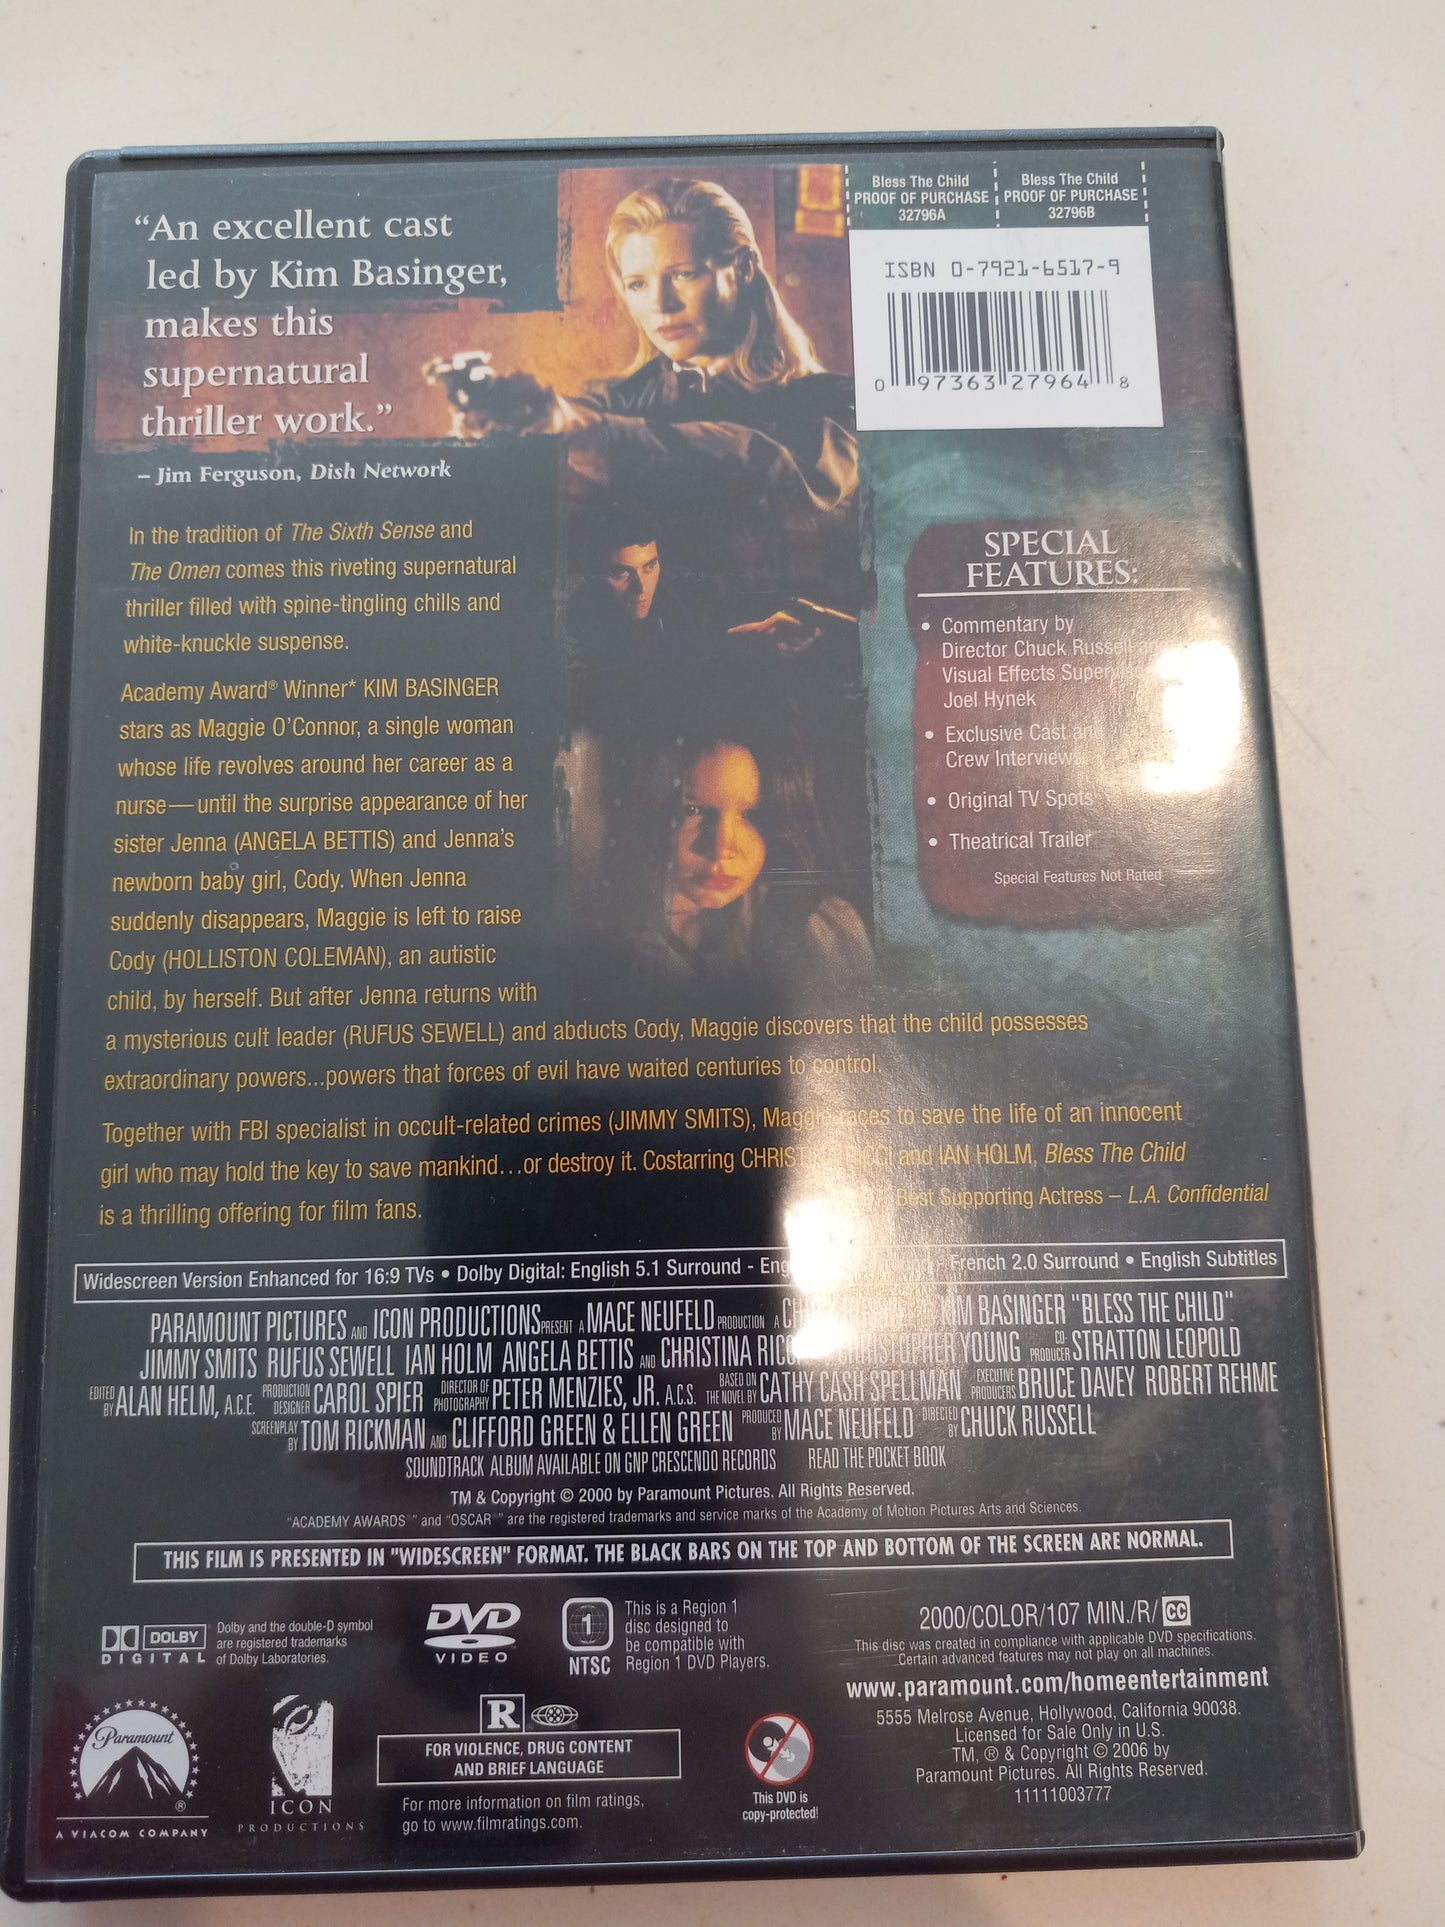 “An excellent cast
led by Kim Basinger,
makes this
supernatural
thriller work.”
– Jim Ferguson, Dish Network
Bless The Child
PROOF OF PURCHASE
32796A
Bless The Child
PROOF OF PURCHASE
32796B
ISBN 0-7921-6517-9
0 97363 27964 8
In the tradition of The Sixth Sense and
The Omen comes this riveting supernatural
thriller filled with spine-tingling chills and
white-knuckle suspense.
Academy Award® Winner* KIM BASINGER
stars as Maggie O’Connor, a single woman
whose life revolves around her career as a
nurse—until the surprise appearance of her
sister Jenna (ANGELA BETTIS) and Jenna’s
newborn baby girl, Cody. When Jenna
suddenly disappears, Maggie is left to raise
Cody (HOLLISTON COLEMAN), an autistic
child, by herself. But after Jenna returns with
a mysterious cult leader (RUFUS SEWELL) and abducts Cody, Maggie discovers that the child possesses
extraordinary powers...powers that forces of evil have waited centuries to control.
Together with FBI specialist in occult-related crimes (JIMMY SMITS), Maggie races to save the life of an innocent
girl who may hold the key to save mankind...or destroy it. Costarring CHRISTINA RICCI and IAN HOLM, Bless The Child
is a thrilling offering for film fans.
Best Supporting Actress – L.A. Confidential
SPECIAL
FEATURES:
• Commentary by
Director Chuck Russell
Visual Effects
Joel Hynek
• Exclusive Cast and
Crew Interviews
• Original TV Spots
• Theatrical Trailer
Special Features Not Rated
Widescreen Version Enhanced for 16:9 TVs • Dolby Digital: English 5.1 Surround - French 2.0 Surround • English Subtitles
PARAMOUNT PICTURES AND ICON PRODUCTIONS PRESENT A MACE NEUFELD PRODUCTION A KIM BASINGER "BLESS THE CHILD"
JIMMY SMITS RUFUS SEWELL IAN HOLM ANGELA BETTIS AND CHRISTINA RICCI CHRISTOPHER YOUNG CO-PRODUCER STRATTON LEOPOLD
EDITED BY ALAN HELM, A.C.E. PRODUCTION DESIGNER CAROL SPIER DIRECTOR OF PHOTOGRAPHY PETER MENZIES, JR. A.C.S. BASED ON THE NOVEL BY CATHY CASH SPELLMAN EXECUTIVE PRODUCERS BRUCE DAVEY ROBERT REHME
SCREENPLAY BY TOM RICKMAN AND CLIFFORD GREEN & ELLEN GREEN PRODUCED BY MACE NEUFELD DIRECTED BY CHUCK RUSSELL
SOUNDTRACK ALBUM AVAILABLE ON GNP CRESCENDO RECORDS READ THE POCKET BOOK
TM & Copyright © 2000 by Paramount Pictures. All Rights Reserved.
"ACADEMY AWARDS®" and "OSCAR®" are the registered trademarks and service marks of the Academy of Motion Pictures Arts and Sciences.
THIS FILM IS PRESENTED IN "WIDESCREEN" FORMAT. THE BLACK BARS ON THE TOP AND BOTTOM OF THE SCREEN ARE NORMAL.
DOLBY
DIGITAL
Dolby and the double-D symbol
are registered trademarks
of Dolby Laboratories.
DVD
VIDEO
1
NTSC
This is a Region 1
disc designed to
be compatible with
Region 1 DVD Players.
2000/COLOR/107 MIN./R/CC
This disc was created in compliance with applicable DVD specifications.
Certain advanced features may not play on all machines.
www.paramount.com/homeentertainment
5555 Melrose Avenue, Hollywood, California 90038.
Licensed for Sale Only in U.S.
TM, ® & Copyright © 2006 by
Paramount Pictures. All Rights Reserved.
11111003777
Paramount
®
A VIACOM COMPANY
ICON
PRODUCTIONS
R
FOR VIOLENCE, DRUG CONTENT
AND BRIEF LANGUAGE
For more information on film ratings,
go to www.filmratings.com.
This DVD is
copy-protected!